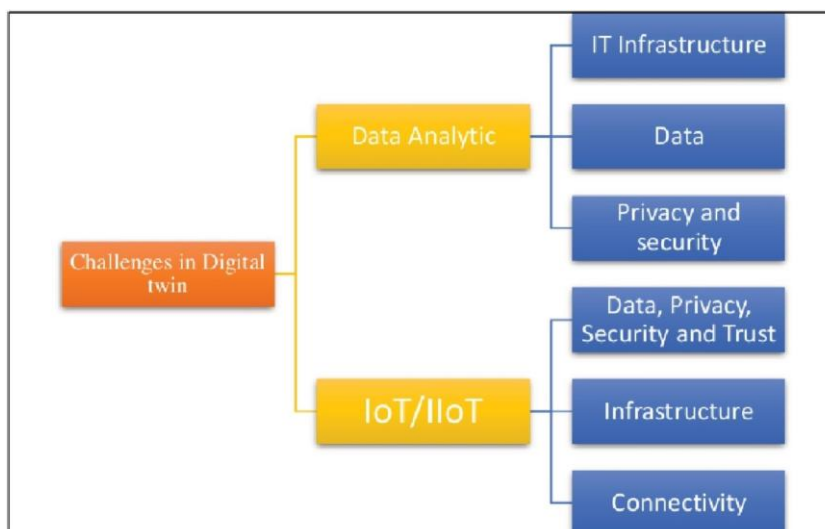 IT Infrastructure
Data Analytic
Data
Privacy and
security
Challenges in Digital
twin
Data, Privacy,
Security and Trust
IoT/IIoT
Infrastructure
Connectivity